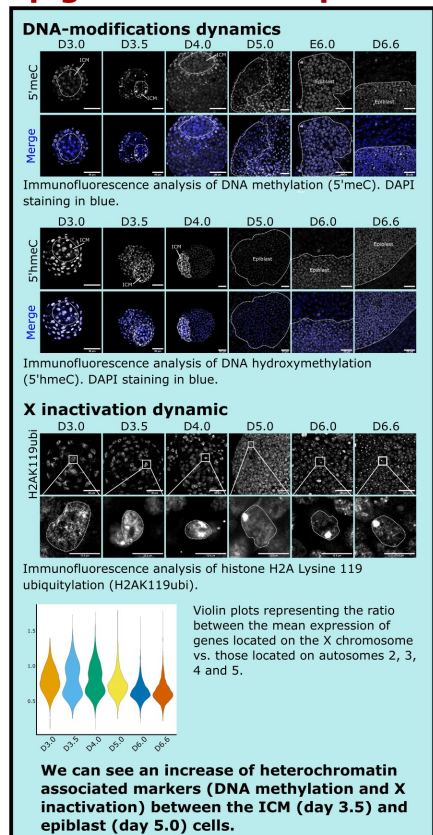 DNA-modifications dynamics
D3.0 D3.5 D4.0 D5.0 E6.0 D6.6
5'meC
ICM
ICM
ICM
Epiblast
Epiblast
Merge
Immunofluorescence analysis of DNA methylation (5'meC). DAPI
staining in blue.
D3.0 D3.5 D4.0 D5.0 D6.0 D6.6
5'hmeC
ICM
ICM
ICM
Epiblast
Epiblast
Epiblast
Merge
Immunofluorescence analysis of DNA hydroxymethylation
(5'hmeC). DAPI staining in blue.
X inactivation dynamic
D3.0 D3.5 D4.0 D5.0 D6.0 D6.6
H2AK119ubi
Immunofluorescence analysis of histone H2A Lysine 119
ubiquitylation (H2AK119ubi).
1.5
1.0
0.5
D3.0 D3.5 D4.0 D5.0 D6.0 D6.6
Violin plots representing the ratio
between the mean expression of
genes located on the X chromosome
vs. those located on autosomes 2, 3,
4 and 5.
We can see an increase of heterochromatin
associated markers (DNA methylation and X
inactivation) between the ICM (day 3.5) and
epiblast (day 5.0) cells.